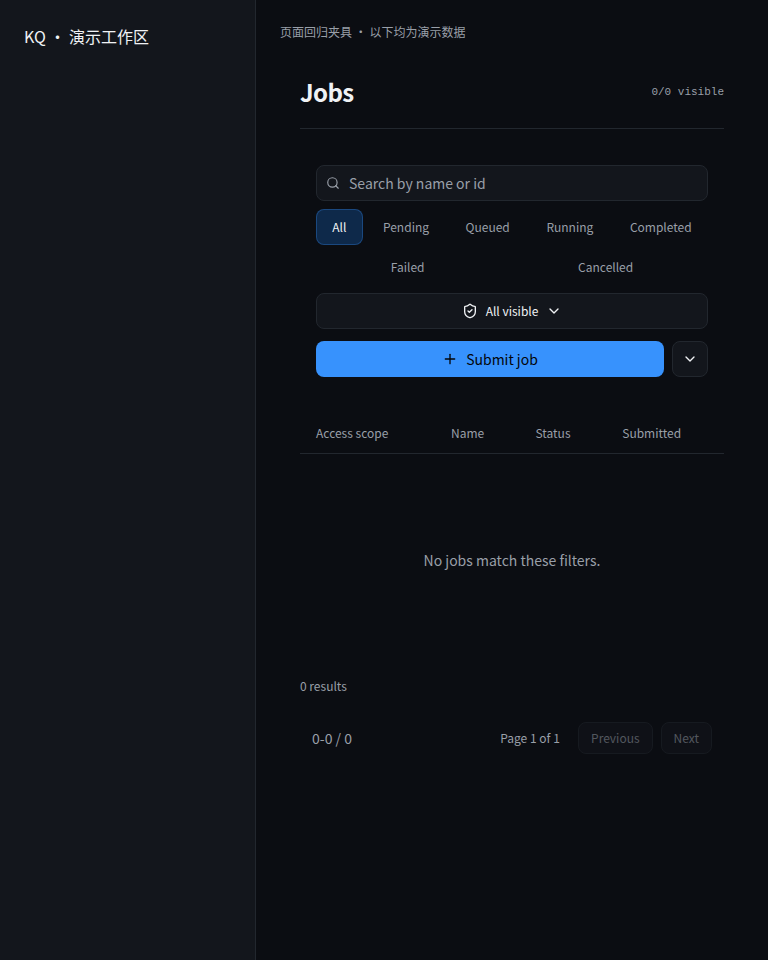 KQ · 演示工作区
页面回归夹具 · 以下均为演示数据
Jobs
0/0 visible
Search by name or id
All Pending Queued Running Completed
Failed Cancelled
All visible
Submit job
Access scope Name Status Submitted
No jobs match these filters.
0 results
0-0 / 0 Page 1 of 1 Previous Next